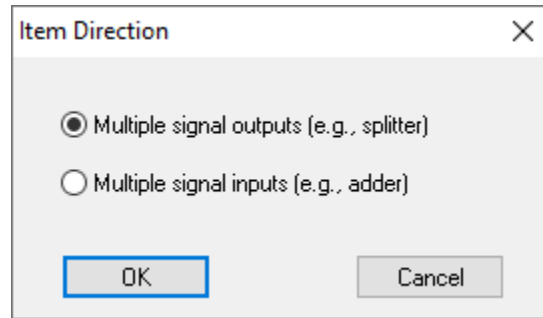 Item Direction
Multiple signal outputs (e.g., splitter)
Multiple signal inputs (e.g., adder)
OK
Cancel